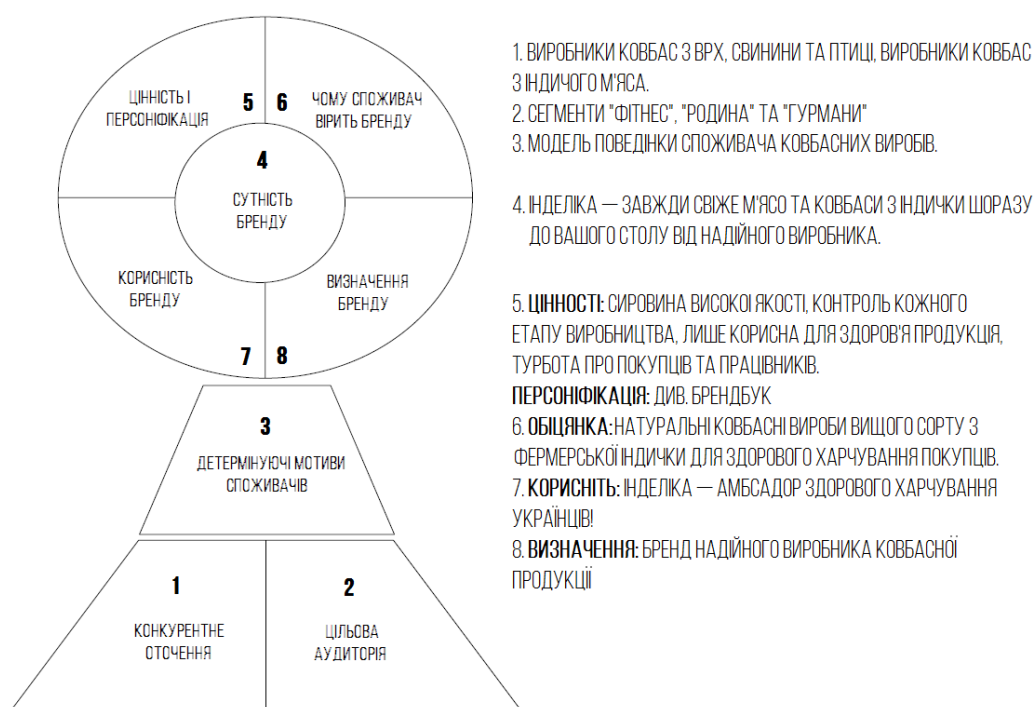 ЦІННІСТЬ І
ПЕРСОНІФІКАЦІЯ
5
6
ЧОМУ СПОЖИВАЧ
ВІРИТЬ БРЕНДУ
4
СУТНІСТЬ
БРЕНДУ
КОРИСНІСТЬ
БРЕНДУ
ВИЗНАЧЕННЯ
БРЕНДУ
7
8
3
ДЕТЕРМІНУЮЧІ МОТИВИ
СПОЖИВАЧІВ
1
КОНКУРЕНТНЕ
ОТОЧЕННЯ
2
ЦІЛЬОВА
АУДИТОРІЯ
1. ВИРОБНИКИ КОВБАС З ВРХ, СВИНИНИ ТА ПТИЦІ, ВИРОБНИКИ КОВБАС
З ІНДИЧОГО М'ЯСА.
2. СЕГМЕНТИ "ФІТНЕС", "РОДИНА" ТА "ГУРМАНИ"
3. МОДЕЛЬ ПОВЕДІНКИ СПОЖИВАЧА КОВБАСНИХ ВИРОБІВ.
4. ІНДЕЛІКА — ЗАВЖДИ СВІЖЕ М'ЯСО ТА КОВБАСИ З ІНДИЧКИ ШОРАЗУ
ДО ВАШОГО СТОЛУ ВІД НАДІЙНОГО ВИРОБНИКА.
5. ЦІННОСТІ: СИРОВИНА ВИСОКОЇ ЯКОСТІ, КОНТРОЛЬ КОЖНОГО
ЕТАПУ ВИРОБНИЦТВА, ЛИШЕ КОРИСНА ДЛЯ ЗДОРОВ'Я ПРОДУКЦІЯ,
ТУРБОТА ПРО ПОКУПЦІВ ТА ПРАЦІВНИКІВ.
ПЕРСОНІФІКАЦІЯ: ДИВ. БРЕНДБУК
6. ОБІЦЯНКА: НАТУРАЛЬНІ КОВБАСНІ ВИРОБИ ВИЩОГО СОРТУ З
ФЕРМЕРСЬКОЇ ІНДИЧКИ ДЛЯ ЗДОРОВОГО ХАРЧУВАННЯ ПОКУПЦІВ.
7. КОРИСНІТЬ: ІНДЕЛІКА — АМБСАДОР ЗДОРОВОГО ХАРЧУВАННЯ
УКРАЇНЦІВ!
8. ВИЗНАЧЕННЯ: БРЕНД НАДІЙНОГО ВИРОБНИКА КОВБАСНОЇ
ПРОДУКЦІЇ